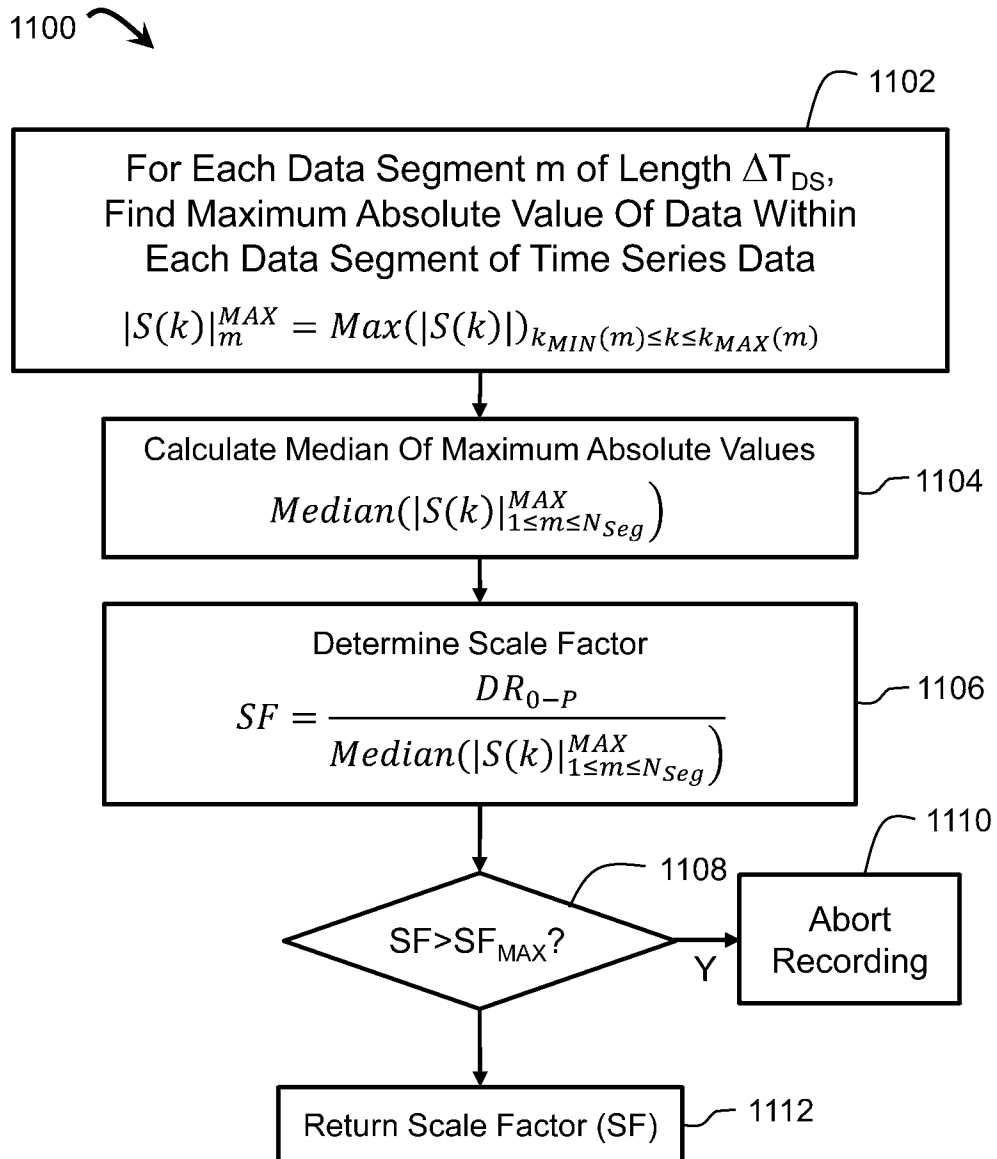 1100
1102
For Each Data Segment m of Length ΔT_DS,
Find Maximum Absolute Value Of Data Within
Each Data Segment of Time Series Data
|S(k)|_m^MAX = Max(|S(k)|)_{k_MIN(m)≤k≤k_MAX(m)}
Calculate Median Of Maximum Absolute Values
Median(|S(k)|_{1≤m≤N_Seg}^MAX)
1104
Determine Scale Factor
SF = DR_{0−P} / Median(|S(k)|_{1≤m≤N_Seg}^MAX)
1106
1108
SF>SF_MAX?
Y
1110
Abort
Recording
Return Scale Factor (SF)
1112